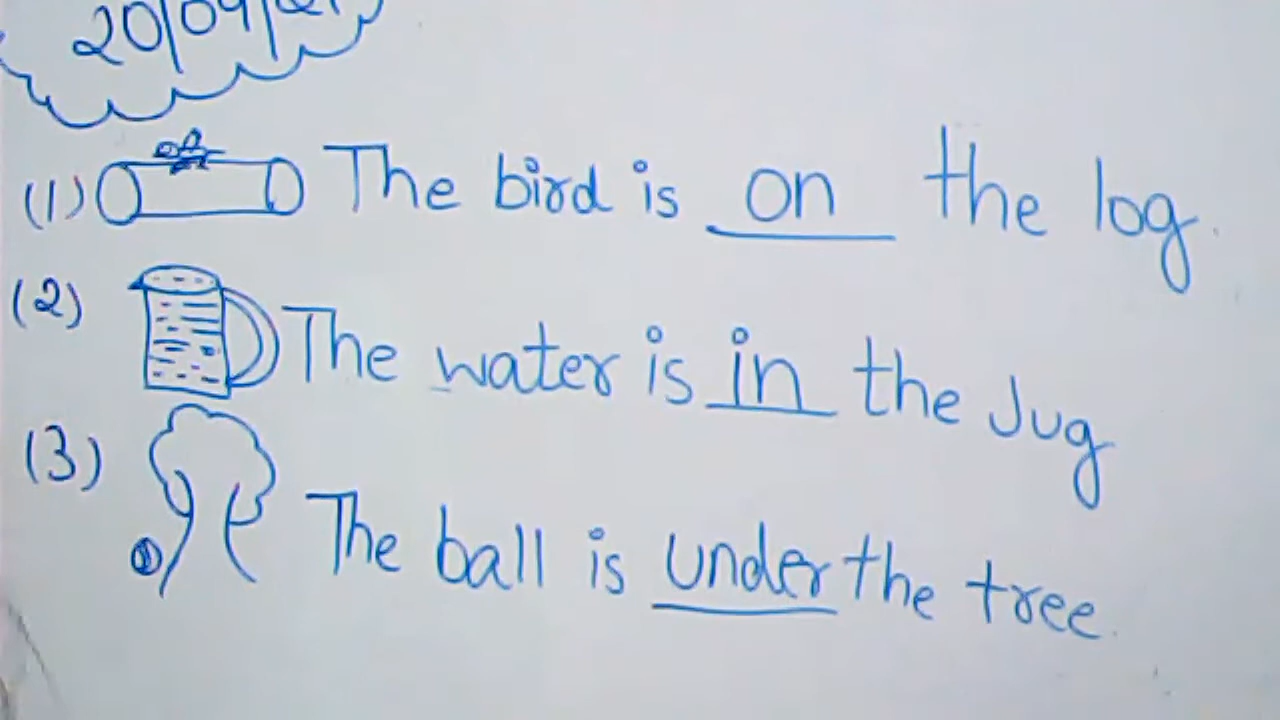 20/09/21
(1) The bird is on the log.
(2) The water is in the Jug
(3) The ball is under the tree.